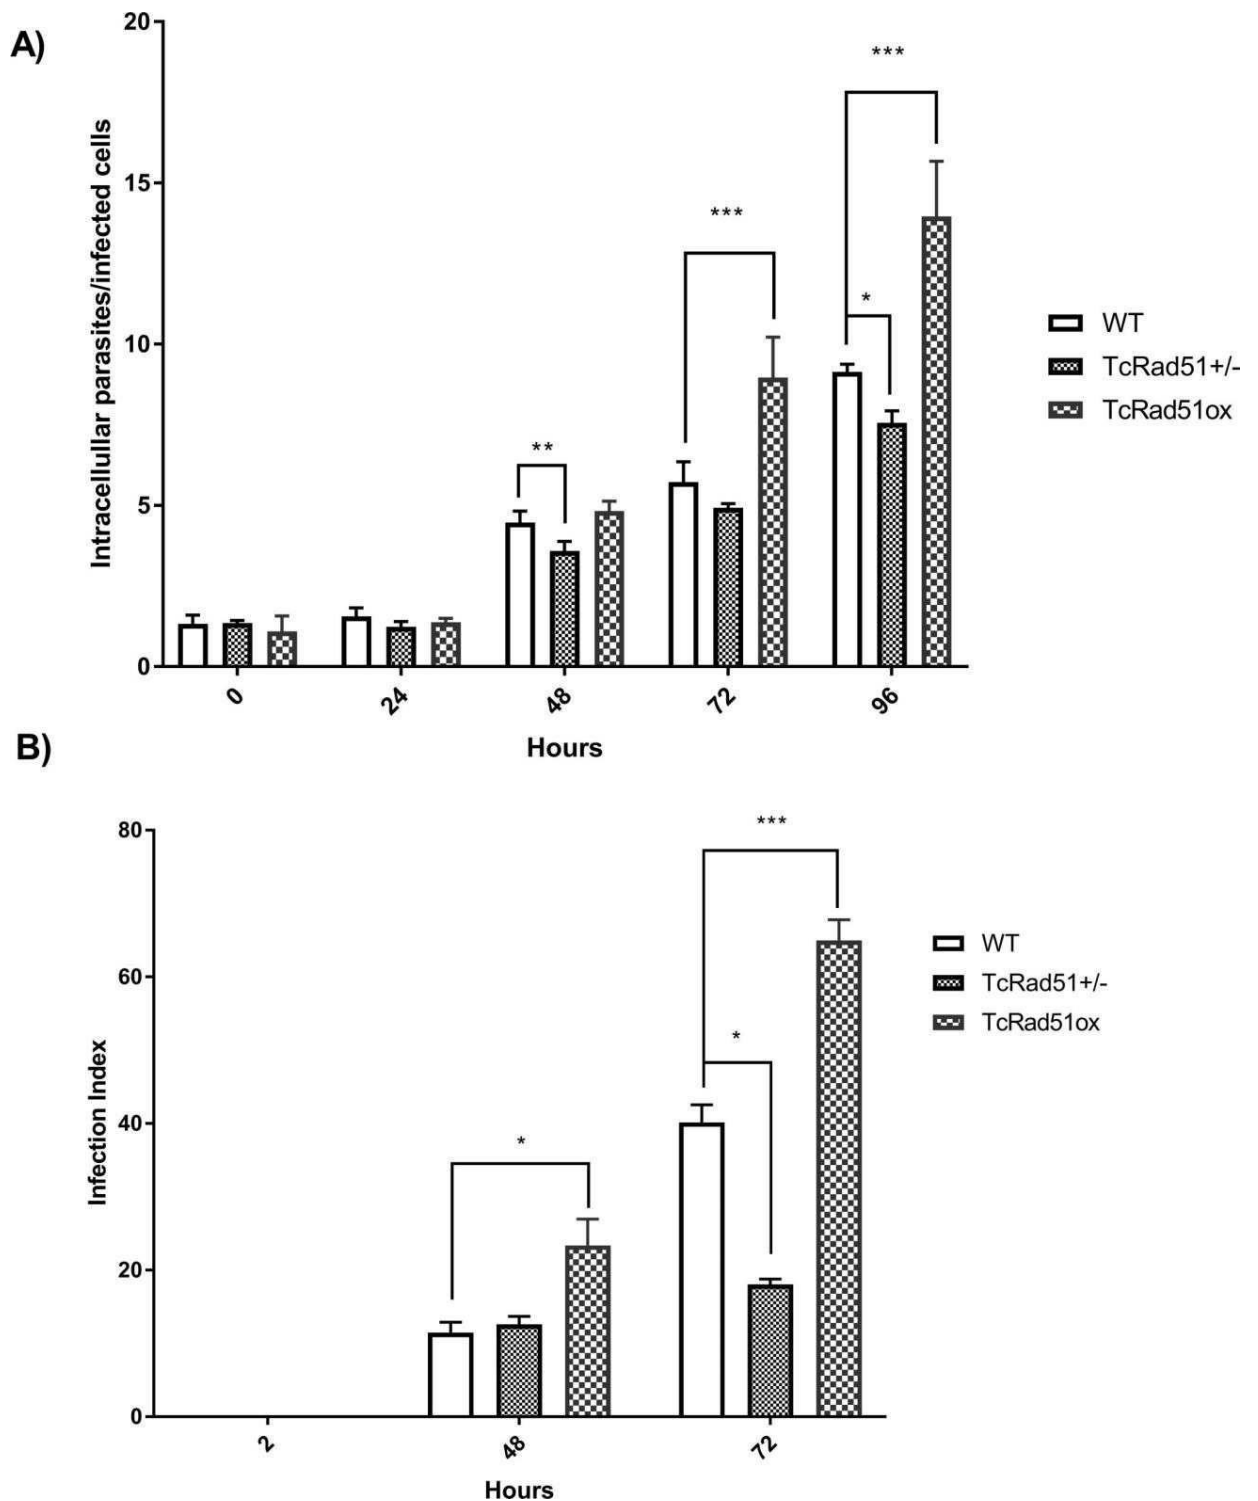 A)
20
15
10
5
0
Intracellullar parasites/infected cells
***
***
*
**
0
24
48
72
96
Hours
WT
TcRad51+/-
TcRad51ox
B)
80
60
40
20
0
Infection Index
***
*
*
2
48
72
Hours
WT
TcRad51+/-
TcRad51ox